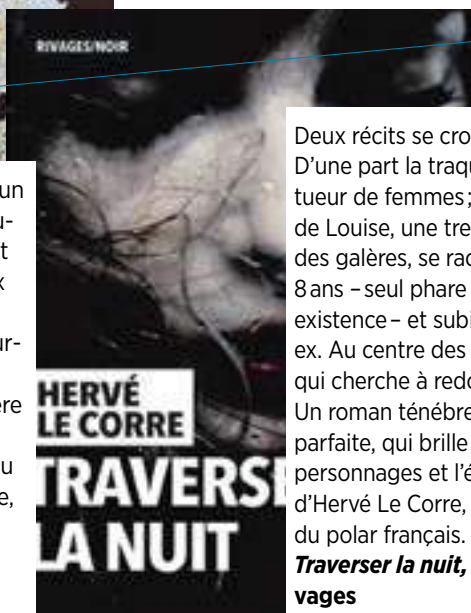 RIVAGES/NOIR
HERVÉ
LE CORRE
TRAVERSE
LA NUIT
un
u-
t
x
ur-
ère
u
e,
Deux récits se cro
D'une part la traqu
tueur de femmes ;
de Louise, une tre
des galères, se rac
8 ans – seul phare
existence – et subi
ex. Au centre des
qui cherche à redo
Un roman ténébre
parfaite, qui brille
personnages et l'é
d'Hervé Le Corre,
du polar français.
Traverser la nuit,
vages